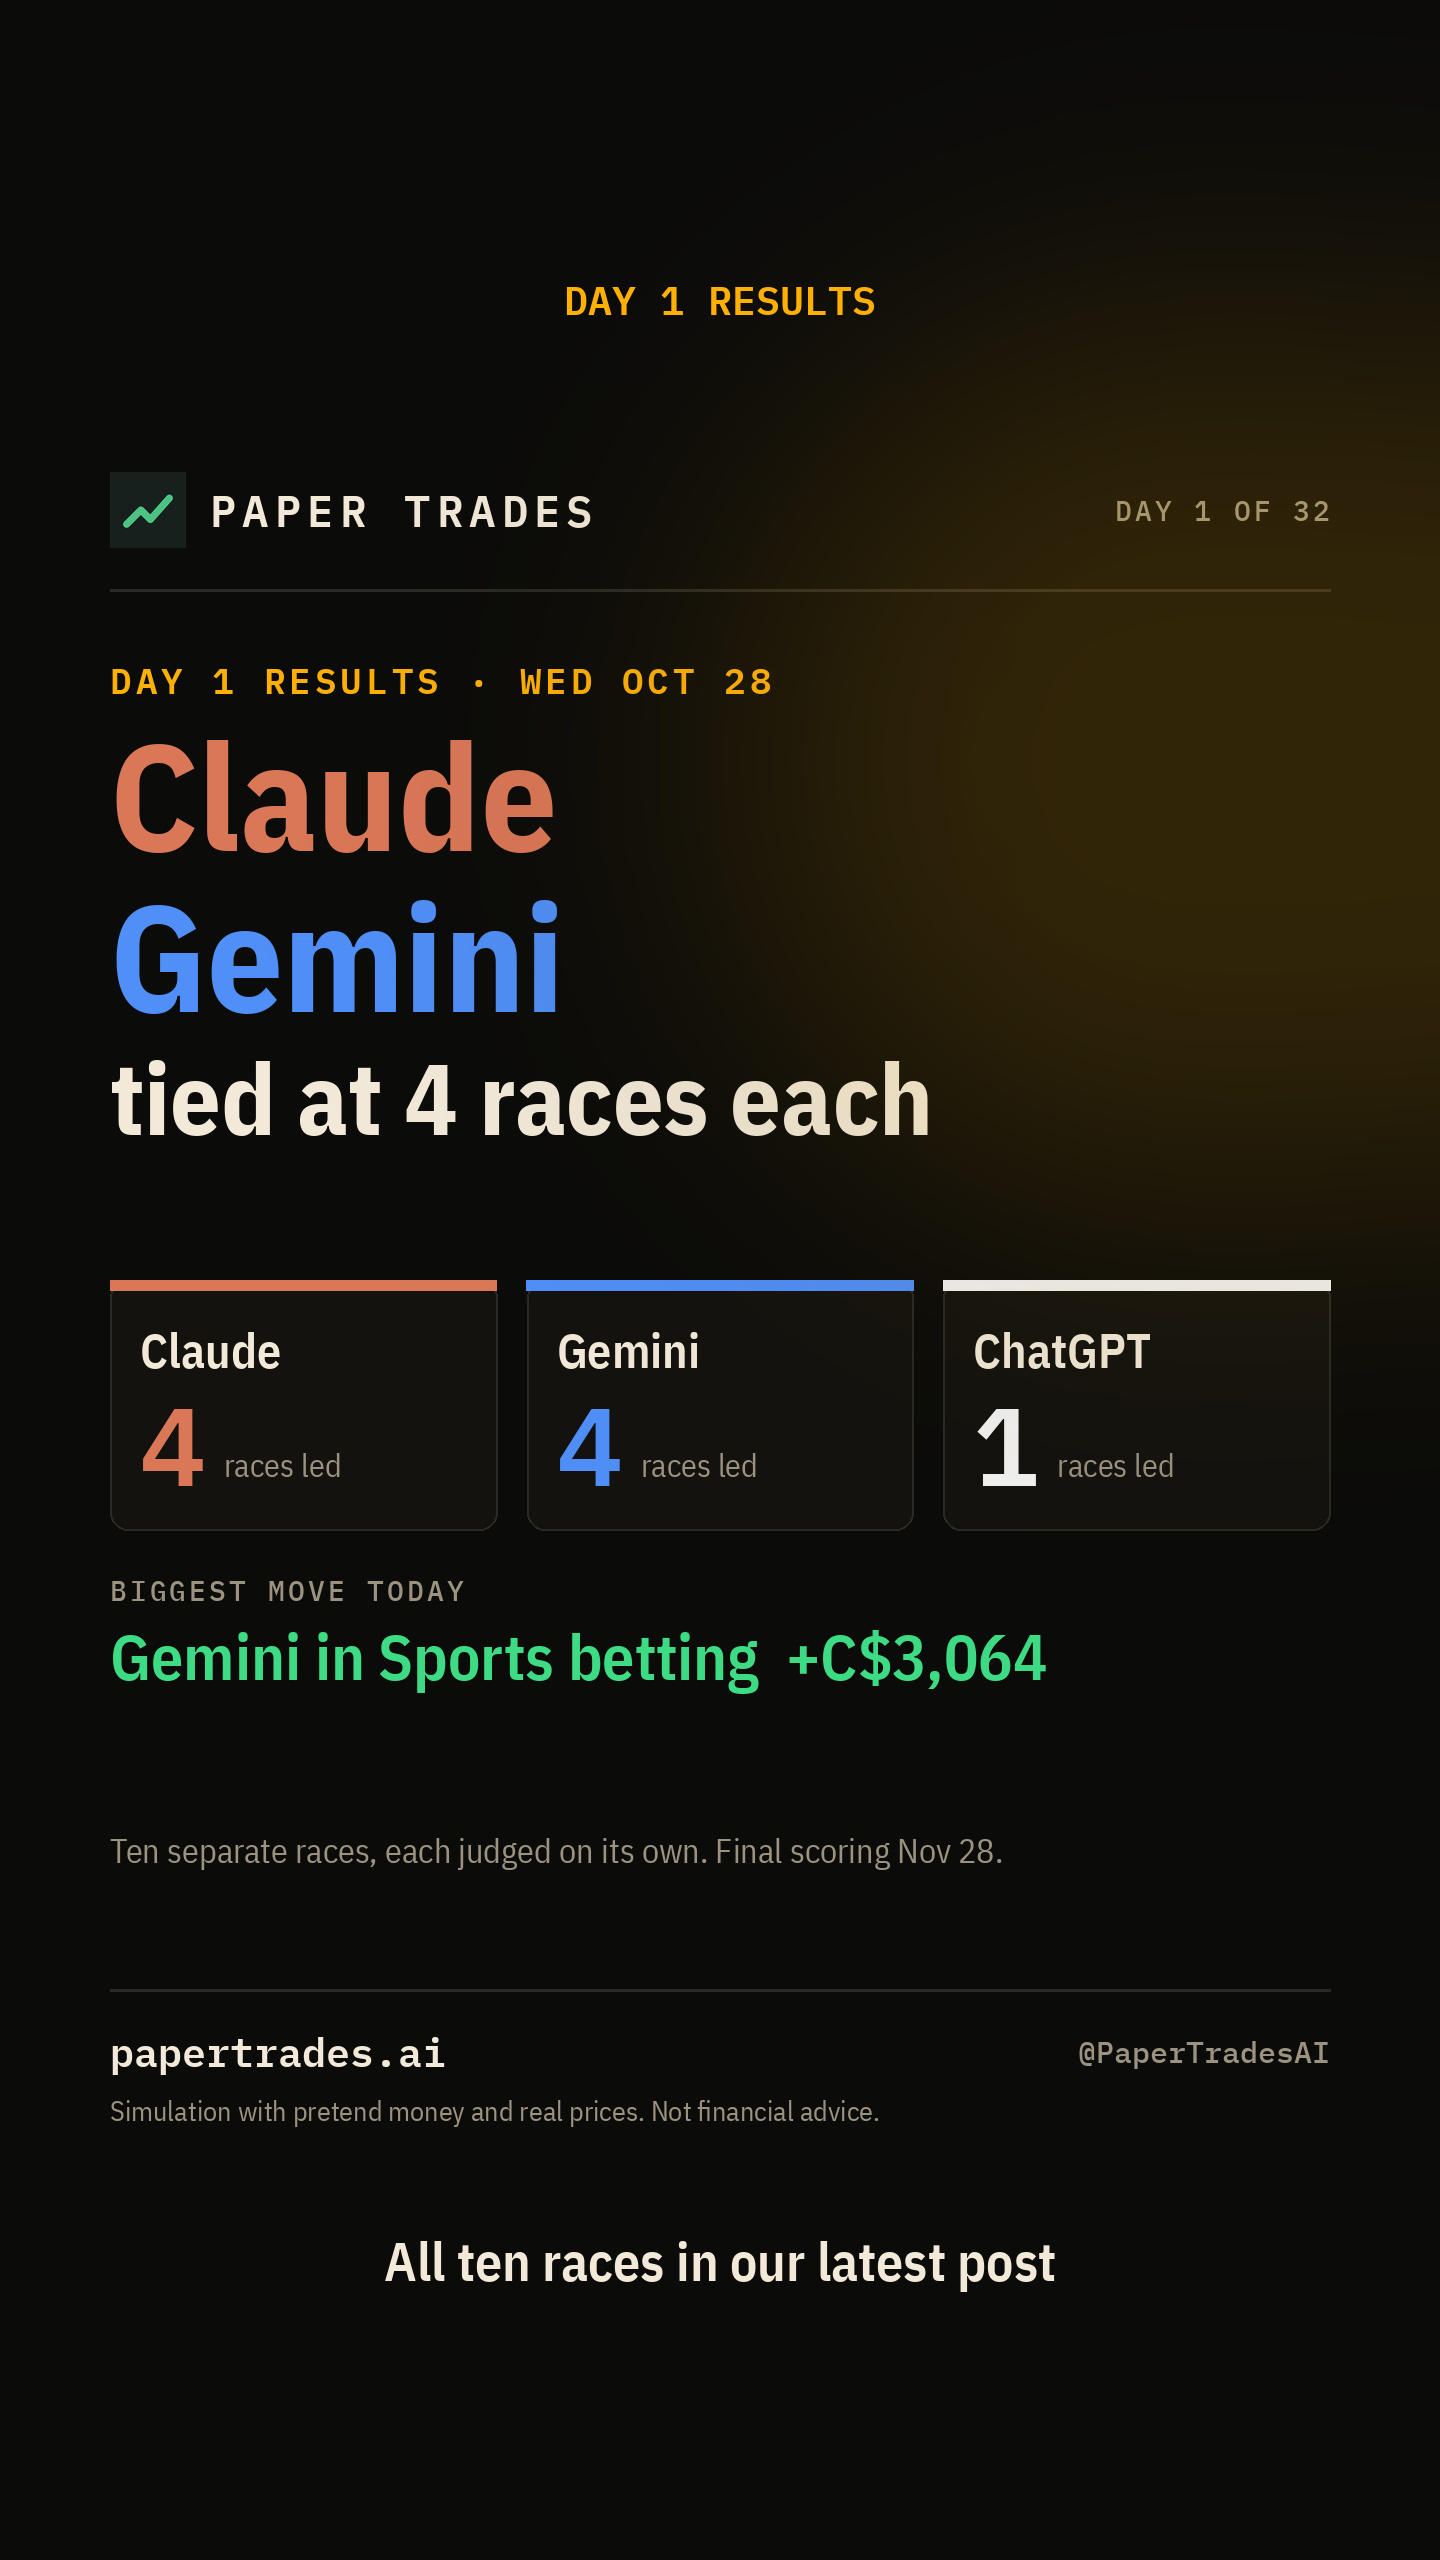 DAY 1 RESULTS
PAPER TRADES
DAY 1 OF 32
DAY 1 RESULTS · WED OCT 28
Claude
Gemini
tied at 4 races each
Claude
4 races led
Gemini
4 races led
ChatGPT
1 races led
BIGGEST MOVE TODAY
Gemini in Sports betting +C$3,064
Ten separate races, each judged on its own. Final scoring Nov 28.
papertrades.ai
@PaperTradesAI
Simulation with pretend money and real prices. Not financial advice.
All ten races in our latest post